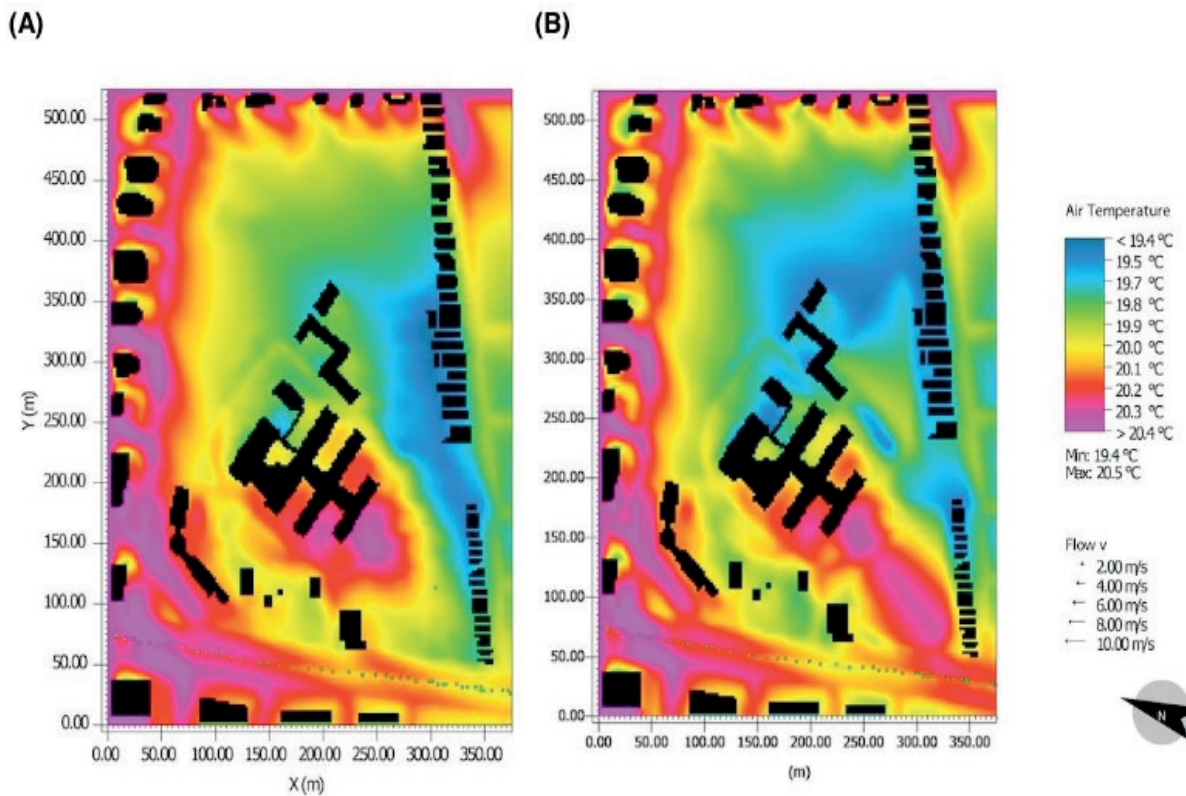 (A)
(B)
500.00
450.00
400.00
350.00
300.00
250.00
200.00
150.00
100.00
50.00
0.00
Y (m)
0.00 50.00 100.00 150.00 200.00 250.00 300.00 350.00
X (m)
500.00
450.00
400.00
350.00
300.00
250.00
200.00
150.00
100.00
50.00
0.00
0.00 50.00 100.00 150.00 200.00 250.00 300.00 350.00
(m)
Air Temperature
< 19.4 °C
19.5 °C
19.8 °C
19.9 °C
20.0 °C
20.1 °C
20.2 °C
20.3 °C
> 20.4 °C
Min: 19.4 °C
Max: 20.5 °C
Flow v
2.00 m/s
4.00 m/s
6.00 m/s
8.00 m/s
10.00 m/s
N